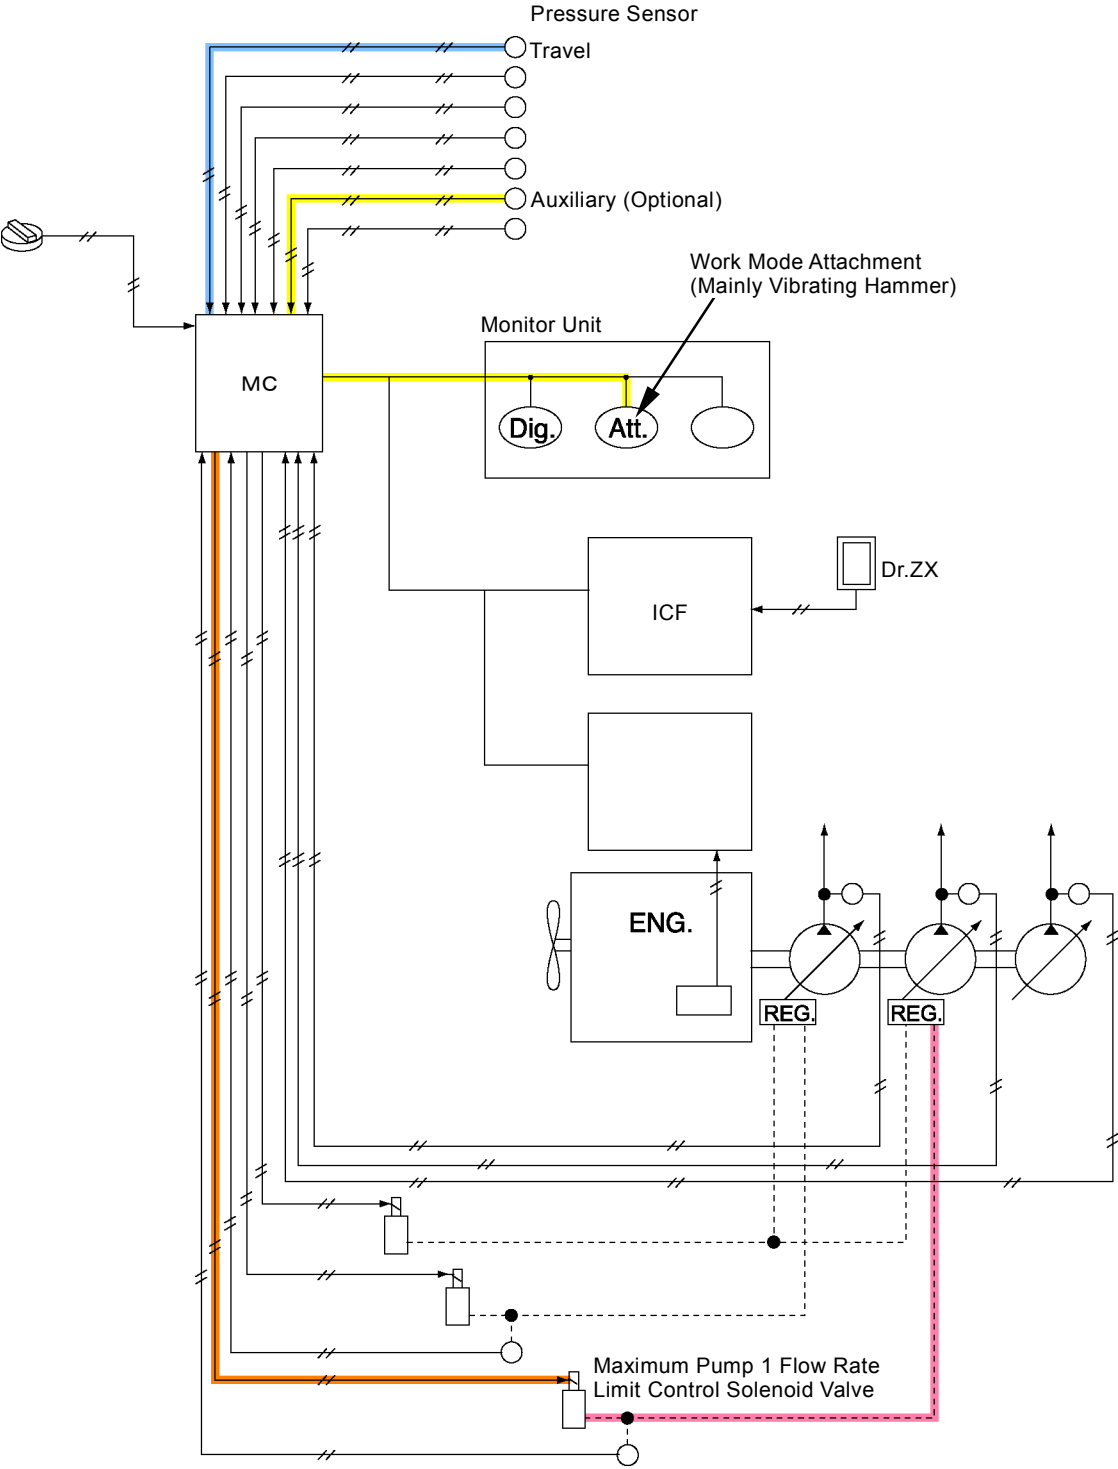 Pressure Sensor
Travel
Auxiliary (Optional)
Work Mode Attachment
(Mainly Vibrating Hammer)
Monitor Unit
MC
Dig.
Att.
Dr.ZX
ICF
ENG.
REG.
REG.
Maximum Pump 1 Flow Rate
Limit Control Solenoid Valve